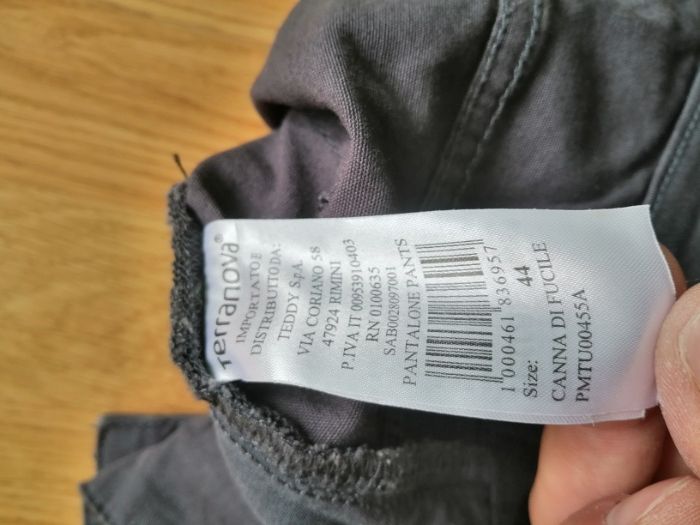 Terranova®
IMPORTATO E
DISTRIBUITO DA:
TEDDY S.p.A.
VIA CORIANO 58
47924 RIMINI
P.IVA IT 00953910403
RN 0100635
SAB0028097001
PANTALONE PANTS
1 000461 836957
Size: 44
CANNA DI FUCILE
PMTU00455A